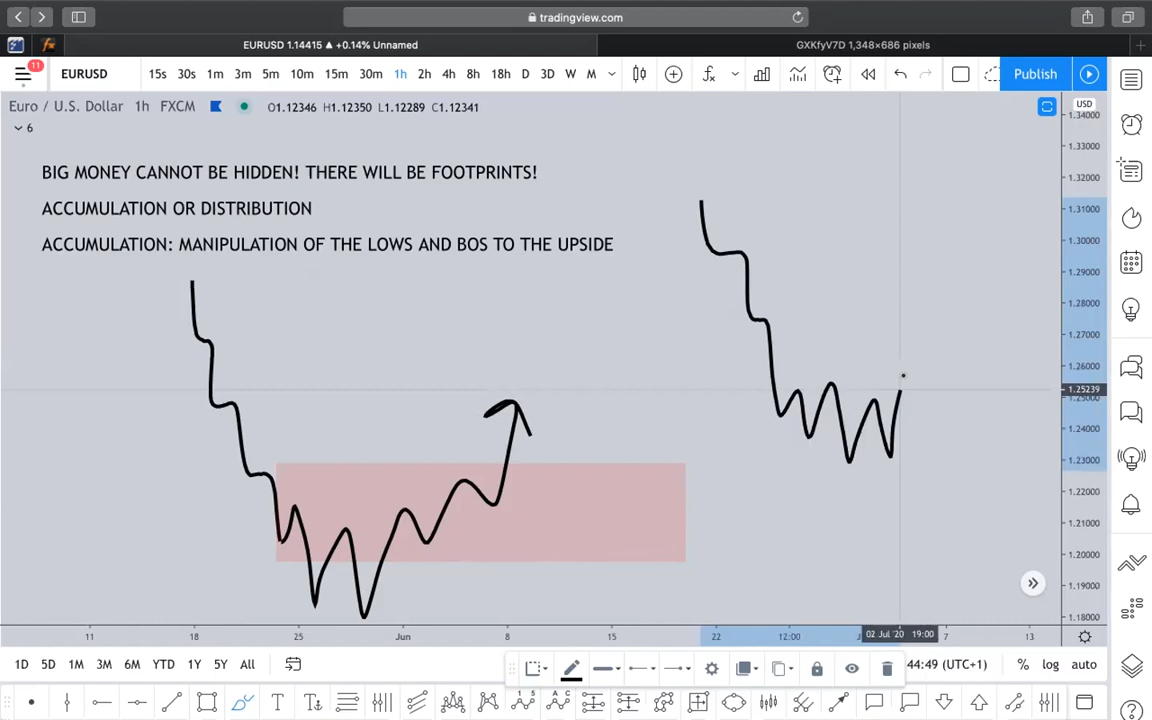 tradingview.com
EURUSD 1.14415 ▲ +0.14% Unnamed
GXKfyV7D 1,348×686 pixels
11
EURUSD
15s 30s 1m 3m 5m 10m 15m 30m 1h 2h 4h 8h 18h D 3D W M
Publish
Euro / U.S. Dollar 1h FXCM
O1.12346 H1.12350 L1.12289 C1.12341
6
USD
BIG MONEY CANNOT BE HIDDEN! THERE WILL BE FOOTPRINTS!
ACCUMULATION OR DISTRIBUTION
ACCUMULATION: MANIPULATION OF THE LOWS AND BOS TO THE UPSIDE
1.34000
1.33000
1.32000
1.31000
1.30000
1.29000
1.28000
1.27000
1.26000
1.25239
1.25000
1.24000
1.23000
1.22000
1.21000
1.20000
1.19000
1.18000
11 18 25 Jun 8 15 22 12:00 02 Jul '20 19:00 7 13
1D 5D 1M 3M 6M YTD 1Y 5Y All
44:49 (UTC+1)
% log auto